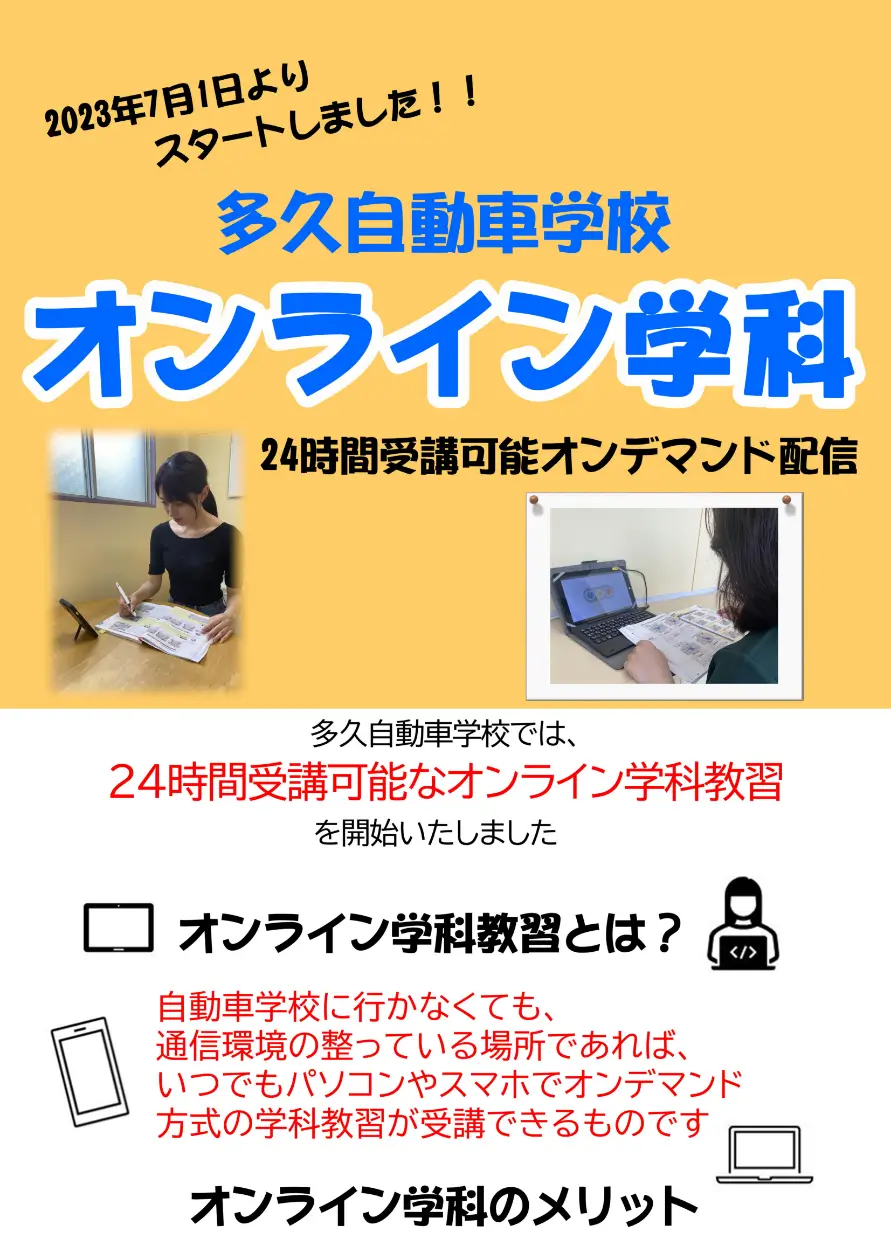 2023年7月1日より
スタートしました！！
多久自動車学校
オンライン学科
24時間受講可能オンデマンド配信
多久自動車学校では、
24時間受講可能なオンライン学科教習
を開始いたしました
オンライン学科教習とは？
</>
自動車学校に行かなくても、
通信環境の整っている場所であれば、
いつでもパソコンやスマホでオンデマンド
方式の学科教習が受講できるものです
オンライン学科のメリット